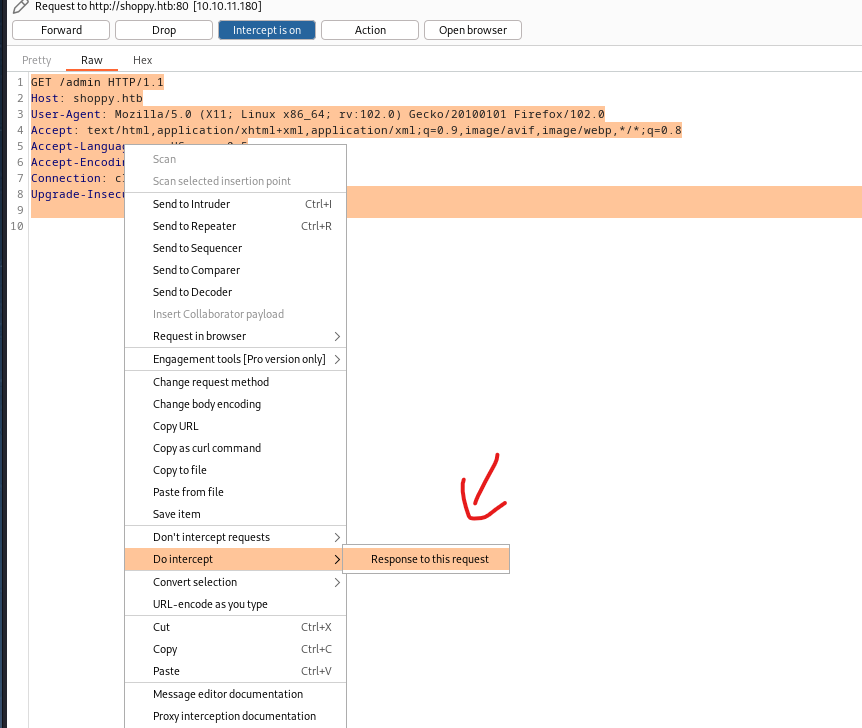 Request to http://shoppy.htb:80 [10.10.11.180]
Forward Drop Intercept is on Action Open browser
Pretty Raw Hex
1 GET /admin HTTP/1.1
2 Host: shoppy.htb
3 User-Agent: Mozilla/5.0 (X11; Linux x86_64; rv:102.0) Gecko/20100101 Firefox/102.0
4 Accept: text/html,application/xhtml+xml,application/xml;q=0.9,image/avif,image/webp,*/*;q=0.8
5 Accept-Languag
6 Accept-Encodin
7 Connection: cl
8 Upgrade-Insecu
9
10
Scan
Scan selected insertion point
Send to Intruder Ctrl+I
Send to Repeater Ctrl+R
Send to Sequencer
Send to Comparer
Send to Decoder
Insert Collaborator payload
Request in browser
Engagement tools [Pro version only]
Change request method
Change body encoding
Copy URL
Copy as curl command
Copy to file
Paste from file
Save item
Don't intercept requests
Do intercept Response to this request
Convert selection
URL-encode as you type
Cut Ctrl+X
Copy Ctrl+C
Paste Ctrl+V
Message editor documentation
Proxy interception documentation